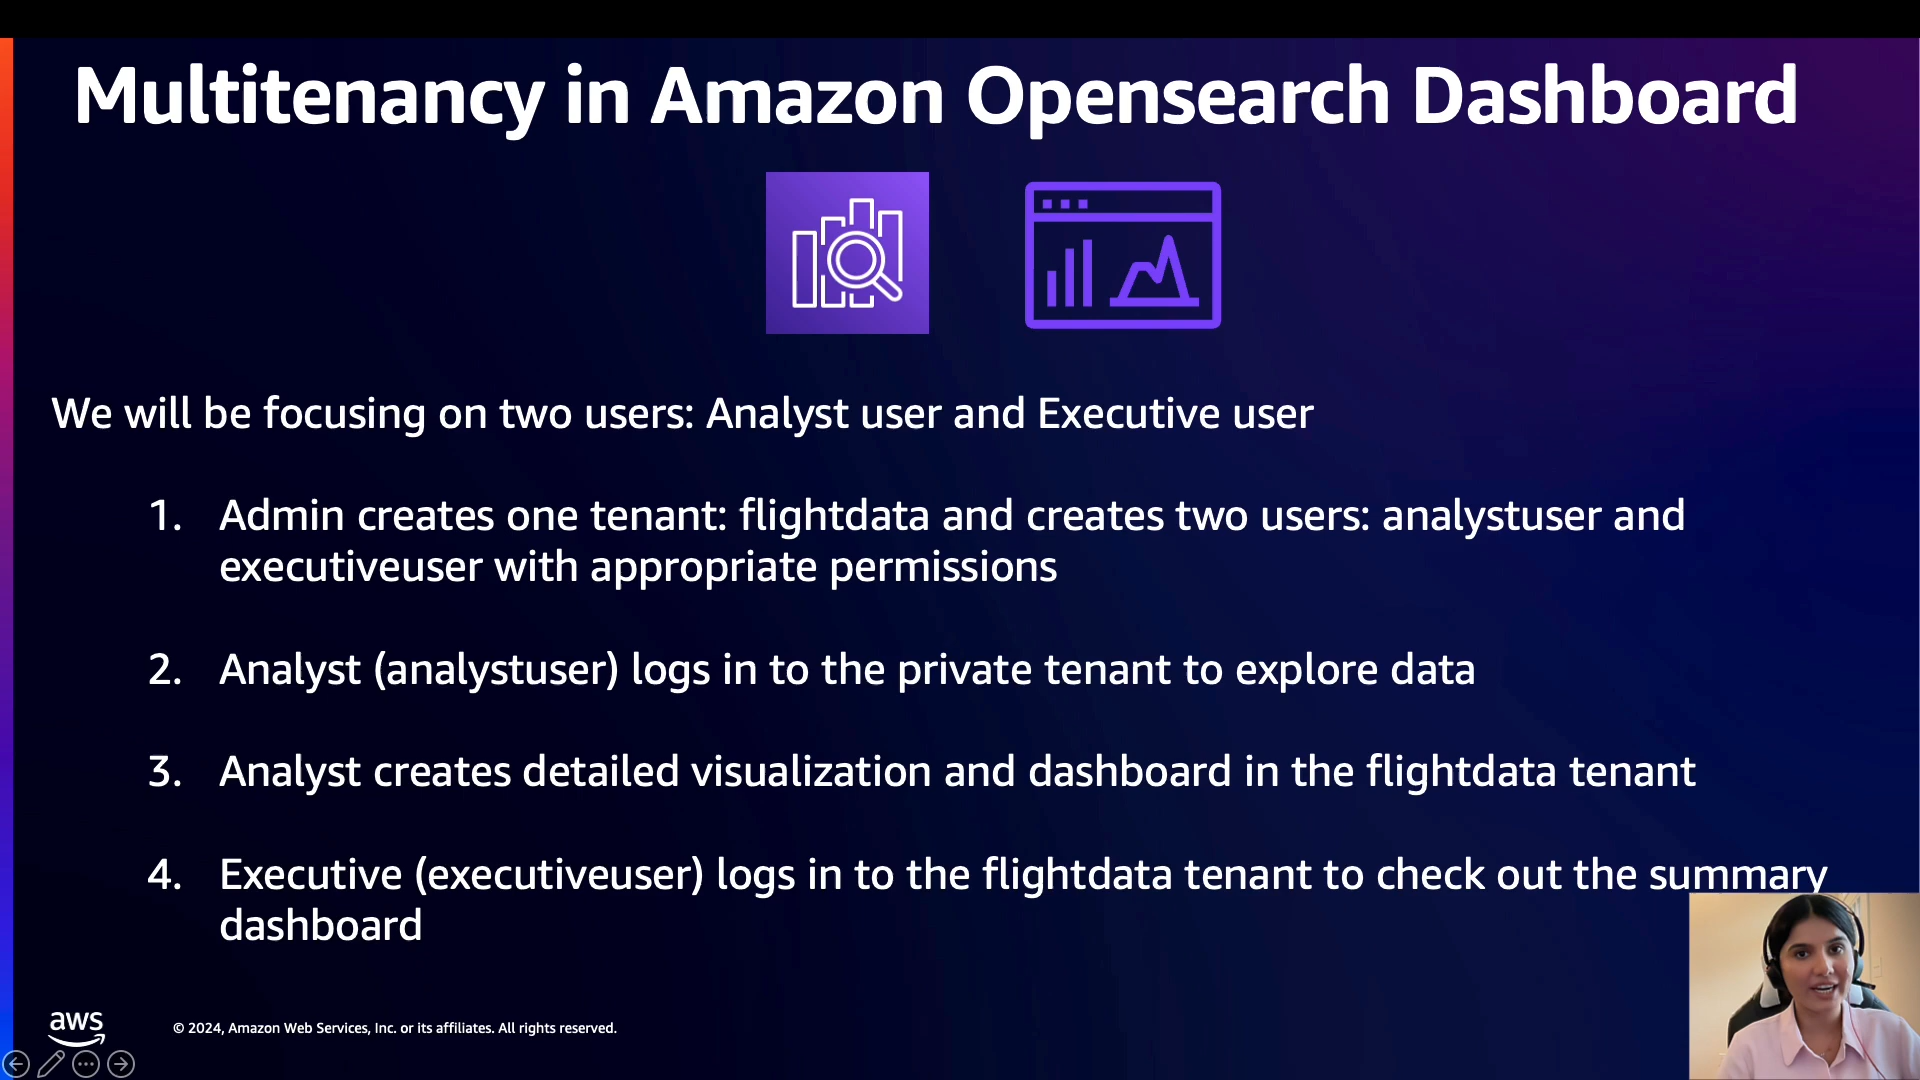 Multitenancy in Amazon Opensearch Dashboard
We will be focusing on two users: Analyst user and Executive user
1. Admin creates one tenant: flightdata and creates two users: analystuser and
executiveuser with appropriate permissions
2. Analyst (analystuser) logs in to the private tenant to explore data
3. Analyst creates detailed visualization and dashboard in the flightdata tenant
4. Executive (executiveuser) logs in to the flightdata tenant to check out the summary
dashboard
aws
© 2024, Amazon Web Services, Inc. or its affiliates. All rights reserved.